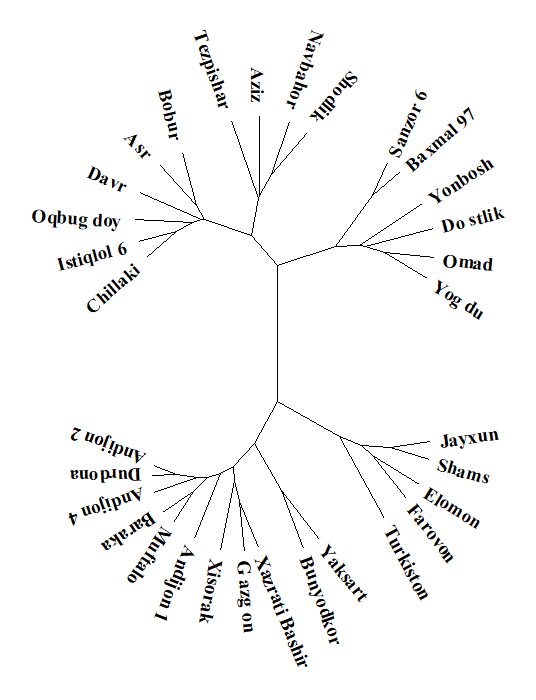 Tezpishar
Aziz
Navbahor
Shodlik
Sanzor 6
Baxmal 97
Yonbosh
Do stlik
Omad
Yog du
Jayxun
Shams
Elomon
Farovon
Turkiston
Yaksart
Bunyodkor
Xazrati Bashir
G azg on
Xisorak
Andijon 1
Muftalo
Baraka
Andijon 4
Durdona
Andijon 2
Chillaki
Istiqlol 6
Oqbug doy
Davr
Asr
Bobur